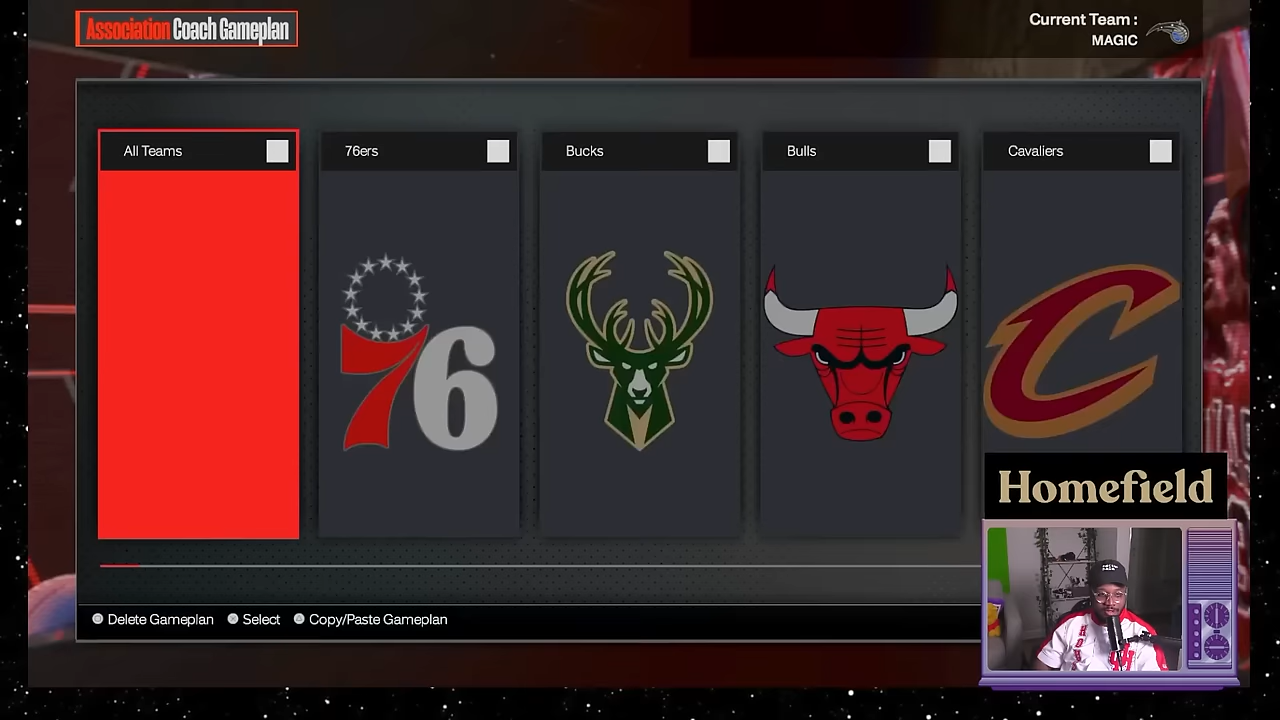 Association Coach Gameplan
Current Team :
MAGIC
All Teams
76ers
Bucks
Bulls
Cavaliers
76
C
Homefield
Delete Gameplan
Select
Copy/Paste Gameplan